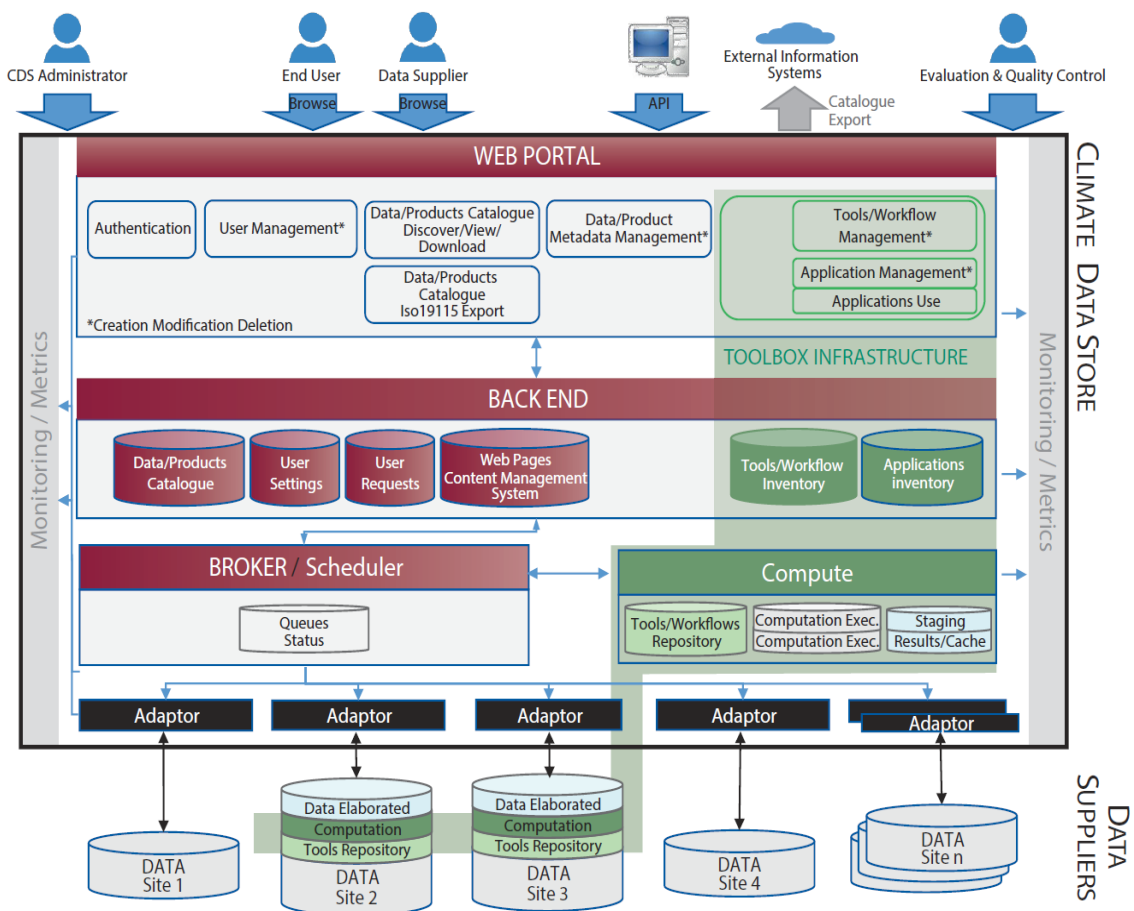 CDS Administrator
End User
Data Supplier
External Information
Systems
Evaluation & Quality Control
Browse
Browse
API
Catalogue
Export
WEB PORTAL
Authentication
User Management*
Data/Products Catalogue
Discover/View/
Download
Data/Product
Metadata Management*
Tools/Workflow
Management*
Application Management*
Applications Use
Data/Products
Catalogue
Iso19115 Export
*Creation Modification Deletion
TOOLBOX INFRASTRUCTURE
BACK END
Data/Products
Catalogue
User
Settings
User
Requests
Web Pages
Content Management
System
Tools/Workflow
Inventory
Applications
inventory
BROKER / Scheduler
Queues
Status
Compute
Tools/Workflows
Repository
Computation Exec.
Computation Exec.
Staging
Results/Cache
Adaptor
Adaptor
Adaptor
Adaptor
Adaptor
Monitoring / Metrics
Monitoring / Metrics
CLIMATE DATA STORE
DATA
Site 1
Data Elaborated
Computation
Tools Repository
DATA
Site 2
Data Elaborated
Computation
Tools Repository
DATA
Site 3
DATA
Site 4
DATA
Site n
DATA
SUPPLIERS